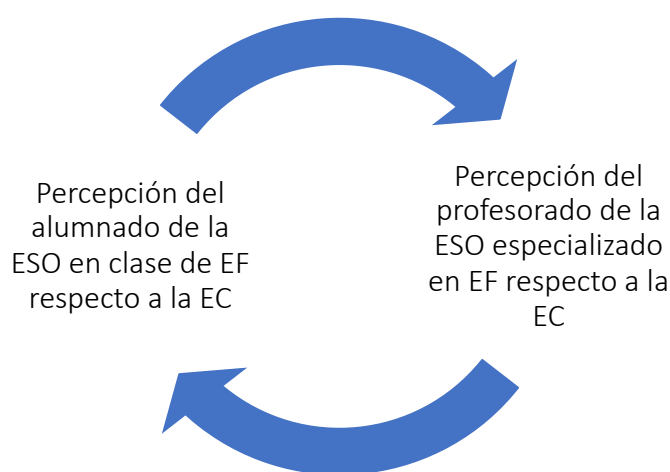 Percepción del
alumnado de la
ESO en clase de EF
respecto a la EC
Percepción del
profesorado de la
ESO especializado
en EF respecto a la
EC